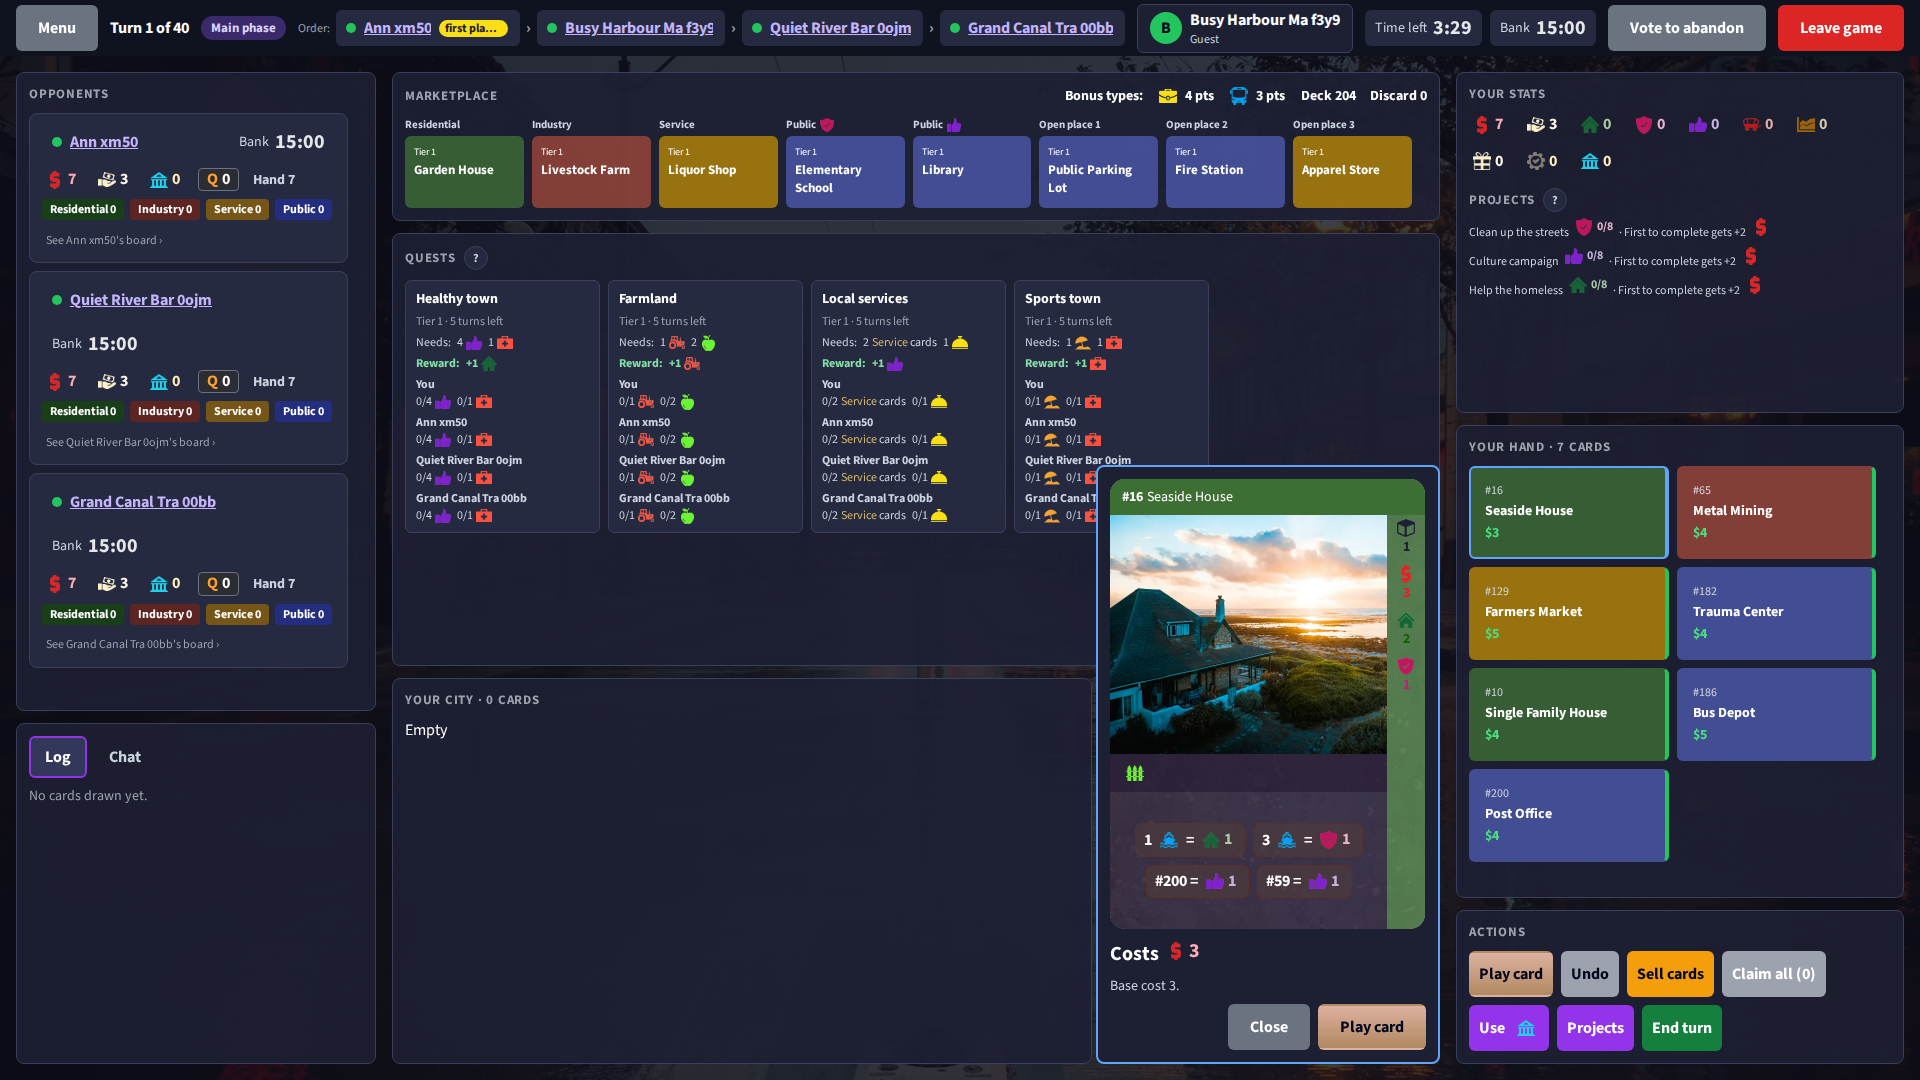 Menu
Turn 1 of 40
Main phase
Order:
Ann xm50
first pla...
›
Busy Harbour Ma f3y9
›
Quiet River Bar 0ojm
›
Grand Canal Tra 00bb
B
Busy Harbour Ma f3y9
Guest
Time left 3:29
Bank 15:00
Vote to abandon
Leave game
OPPONENTS
Ann xm50
Bank 15:00
7 3 0 Q 0 Hand 7
Residential 0 Industry 0 Service 0 Public 0
See Ann xm50's board ›
Quiet River Bar 0ojm
Bank 15:00
7 3 0 Q 0 Hand 7
Residential 0 Industry 0 Service 0 Public 0
See Quiet River Bar 0ojm's board ›
Grand Canal Tra 00bb
Bank 15:00
7 3 0 Q 0 Hand 7
Residential 0 Industry 0 Service 0 Public 0
See Grand Canal Tra 00bb's board ›
Log
Chat
No cards drawn yet.
MARKETPLACE
Bonus types: 4 pts 3 pts Deck 204 Discard 0
Residential
Tier 1
Garden House
Industry
Tier 1
Livestock Farm
Service
Tier 1
Liquor Shop
Public
Tier 1
Elementary
School
Public
Tier 1
Library
Open place 1
Tier 1
Public Parking
Lot
Open place 2
Tier 1
Fire Station
Open place 3
Tier 1
Apparel Store
QUESTS ?
Healthy town
Tier 1 · 5 turns left
Needs: 4 1
Reward: +1
You
0/4 0/1
Ann xm50
0/4 0/1
Quiet River Bar 0ojm
0/4 0/1
Grand Canal Tra 00bb
0/4 0/1
Farmland
Tier 1 · 5 turns left
Needs: 1 2
Reward: +1
You
0/1 0/2
Ann xm50
0/1 0/2
Quiet River Bar 0ojm
0/1 0/2
Grand Canal Tra 00bb
0/1 0/2
Local services
Tier 1 · 5 turns left
Needs: 2 Service cards 1
Reward: +1
You
0/2 Service cards 0/1
Ann xm50
0/2 Service cards 0/1
Quiet River Bar 0ojm
0/2 Service cards 0/1
Grand Canal Tra 00bb
0/2 Service cards 0/1
Sports town
Tier 1 · 5 turns left
Needs: 1 1
Reward: +1
You
0/1 0/1
Ann xm50
0/1 0/1
Quiet River Bar 0ojm
0/1 0/1
Grand Canal T
0/1 0/1
YOUR CITY · 0 CARDS
Empty
#16 Seaside House
1
3
2
1
1 = 1 3 = 1
#200 = 1 #59 = 1
Costs 3
Base cost 3.
Close
Play card
YOUR STATS
7 3 0 0 0 0 0
0 0 0
PROJECTS ?
Clean up the streets 0/8 · First to complete gets +2
Culture campaign 0/8 · First to complete gets +2
Help the homeless 0/8 · First to complete gets +2
YOUR HAND · 7 CARDS
#16
Seaside House
$3
#65
Metal Mining
$4
#129
Farmers Market
$5
#182
Trauma Center
$4
#10
Single Family House
$4
#186
Bus Depot
$5
#200
Post Office
$4
ACTIONS
Play card
Undo
Sell cards
Claim all (0)
Use
Projects
End turn